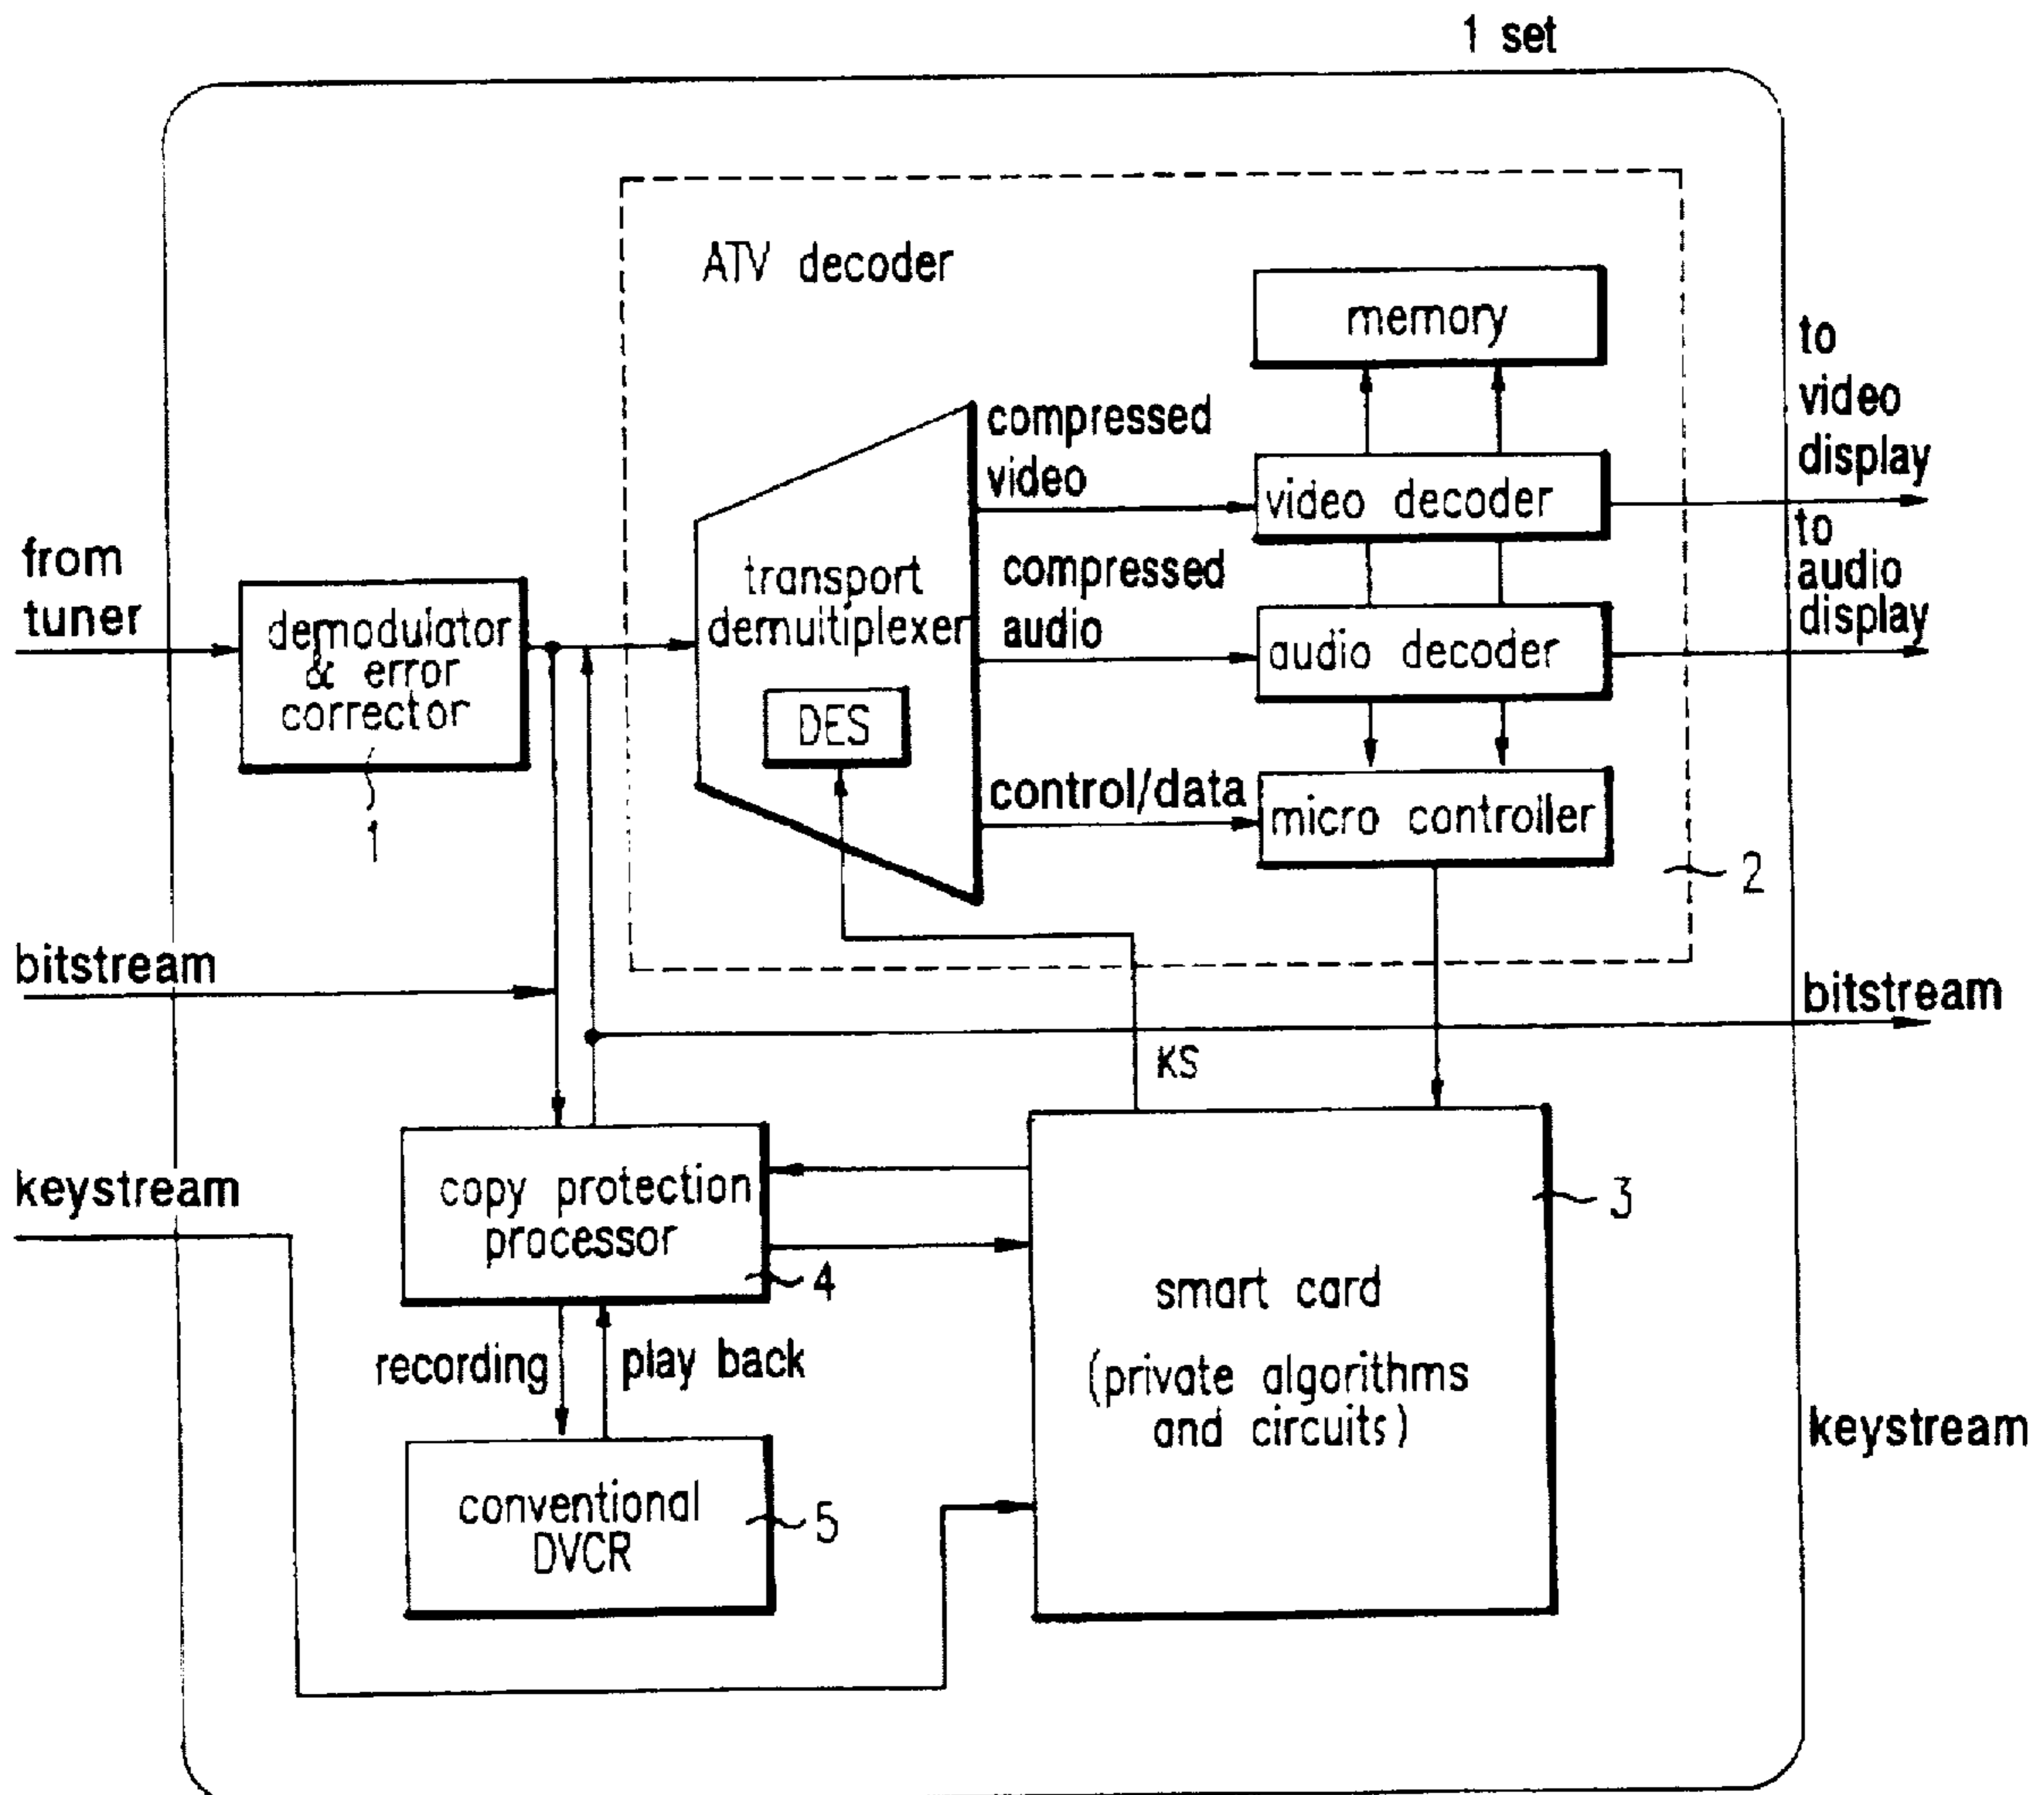 1 set
ATV decoder
memory
to
video
display
compressed
video
video decoder
to
audio
display
from
tuner
transport
demuitiplexer
compressed
audio
audio decoder
demodulator
& error
corrector
1
DES
control/data
micro controller
2
bitstream
bitstream
KS
keystream
copy protection
processor
4
3
smart card
(private algorithms
and circuits)
recording
play back
keystream
conventional
DVCR
5